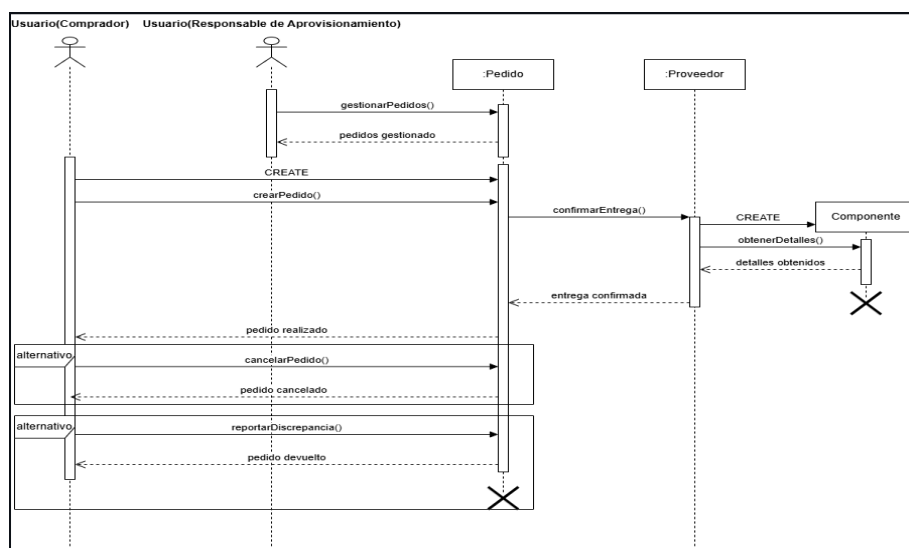 Usuario(Comprador) Usuario(Responsable de Aprovisionamiento)
:Pedido
:Proveedor
gestionarPedidos()
pedidos gestionado
CREATE
crearPedido()
confirmarEntrega()
CREATE
Componente
obtenerDetalles()
detalles obtenidos
entrega confirmada
pedido realizado
alternativo
cancelarPedido()
pedido cancelado
alternativo
reportarDiscrepancia()
pedido devuelto